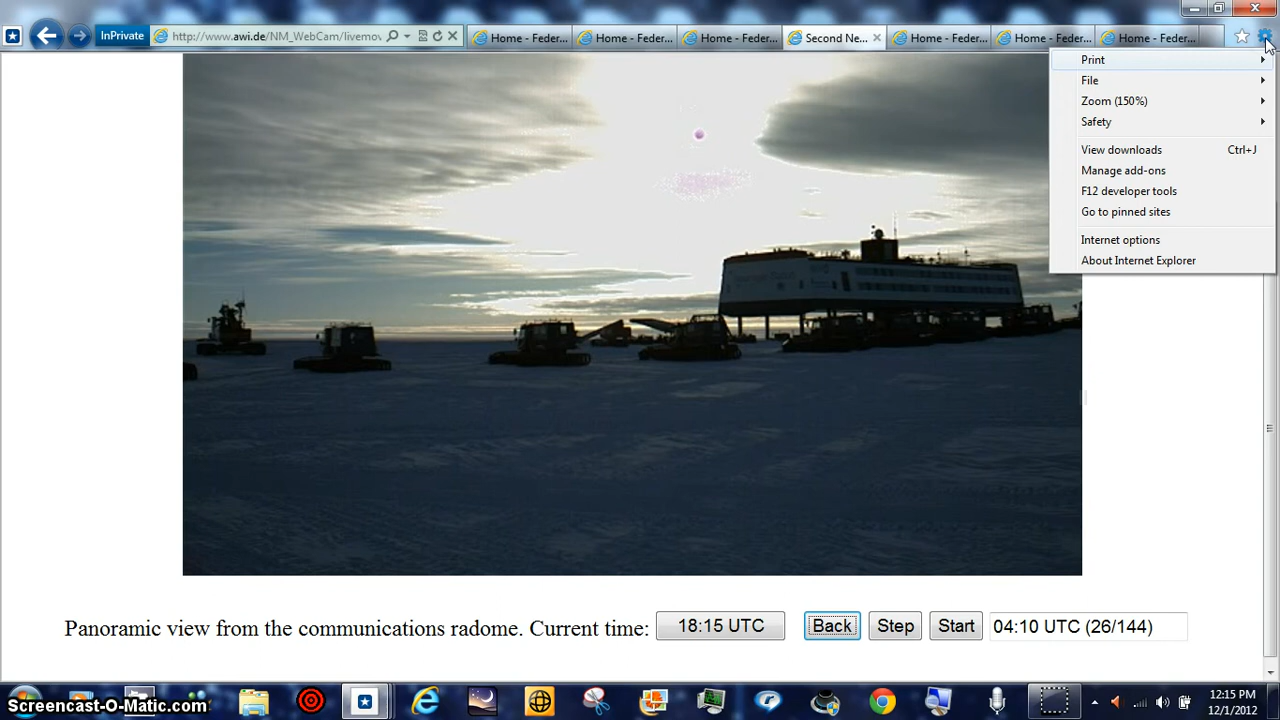 InPrivate
http://www.awi.de/NM_WebCam/livemov
Home - Feder...
Home - Feder...
Home - Feder...
Second Ne...
Home - Feder...
Home - Feder...
Home - Feder...
Print
File
Zoom (150%)
Safety
View downloads Ctrl+J
Manage add-ons
F12 developer tools
Go to pinned sites
Internet options
About Internet Explorer
Panoramic view from the communications radome. Current time: 18:15 UTC Back Step Start 04:10 UTC (26/144)
Screencast-O-Matic.com
12:15 PM
12/1/2012